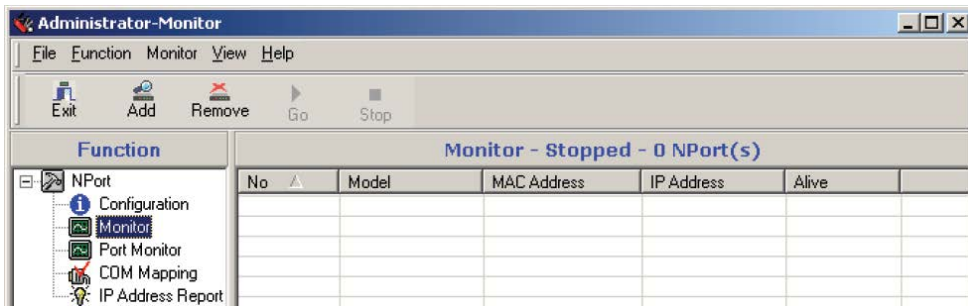 Administrator-Monitor
File Function Monitor View Help
Exit Add Remove Go Stop
Function
Monitor - Stopped - 0 NPort(s)
NPort
Configuration
Monitor
Port Monitor
COM Mapping
IP Address Report
No Model MAC Address IP Address Alive